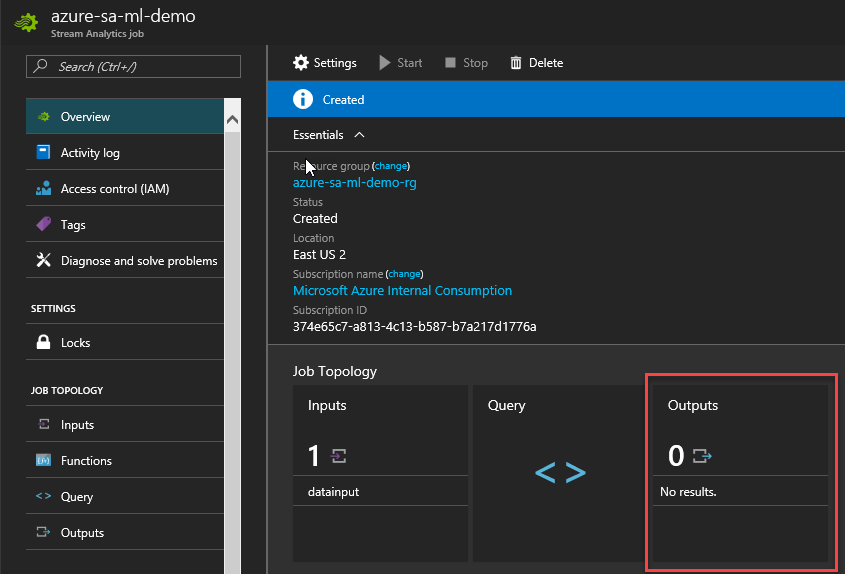 azure-sa-ml-demo
Stream Analytics job
Search (Ctrl+/)
Overview
Activity log
Access control (IAM)
Tags
Diagnose and solve problems
SETTINGS
Locks
JOB TOPOLOGY
Inputs
Functions
Query
Outputs
Settings Start Stop Delete
Created
Essentials
Resource group (change)
azure-sa-ml-demo-rg
Status
Created
Location
East US 2
Subscription name (change)
Microsoft Azure Internal Consumption
Subscription ID
374e65c7-a813-4c13-b587-b7a217d1776a
Job Topology
Inputs
1
datainput
Query
< >
Outputs
0
No results.